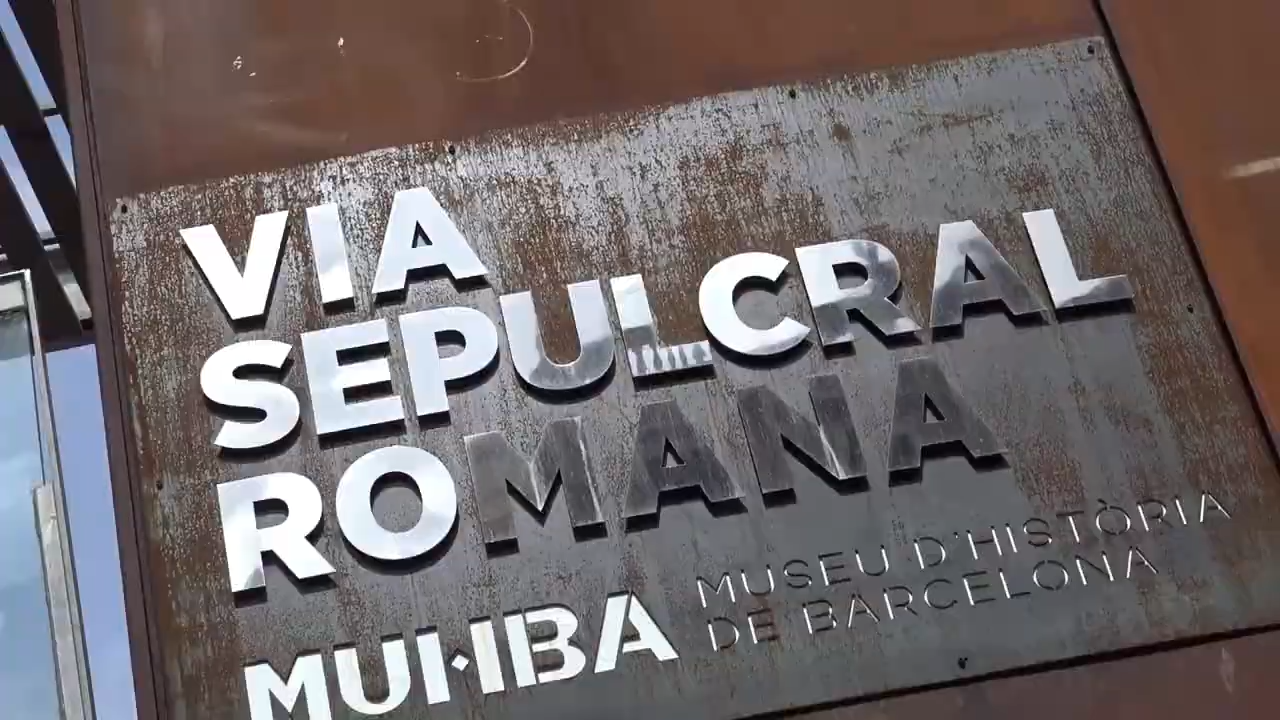 VIA
SEPULCRAL
ROMANA
MUHBA
MUSEU D'HISTÒRIA
DE BARCELONA